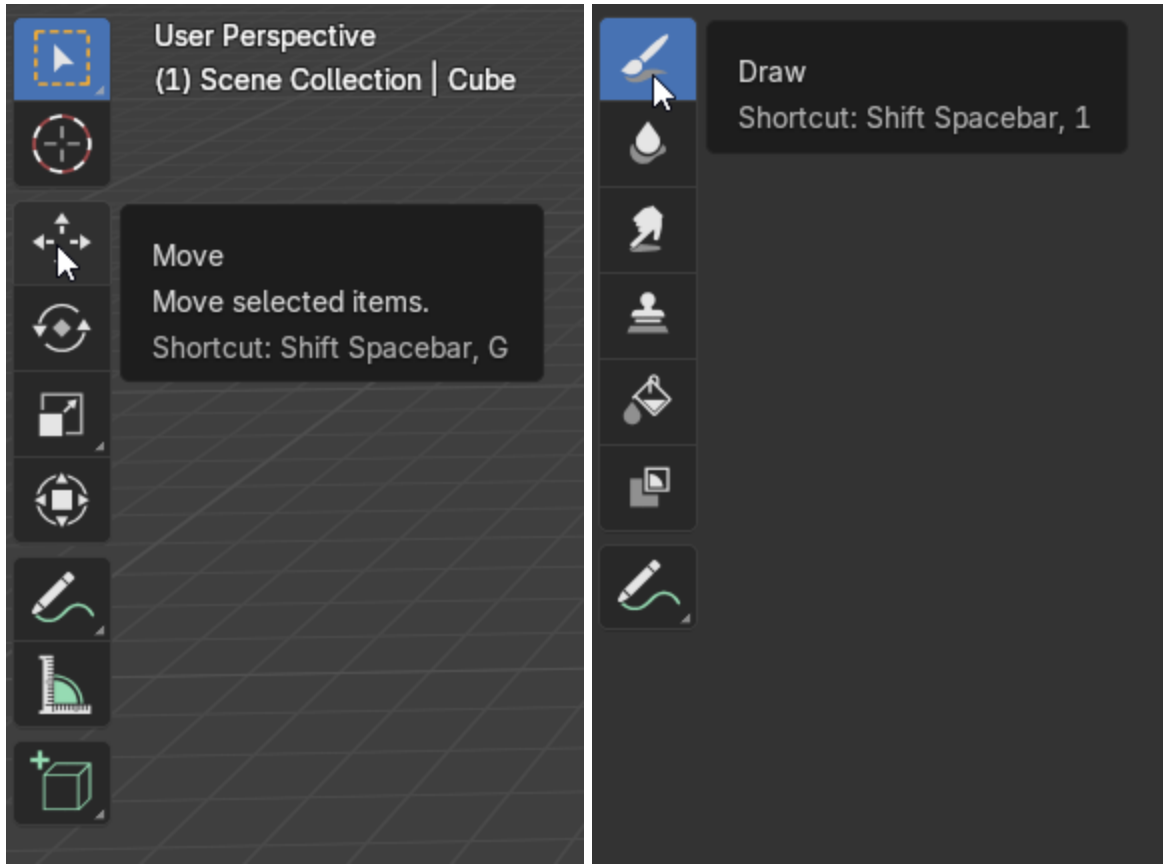 User Perspective
(1) Scene Collection | Cube
Move
Move selected items.
Shortcut: Shift Spacebar, G
Draw
Shortcut: Shift Spacebar, 1